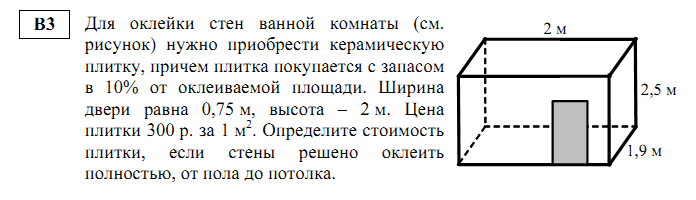 В3
Для оклейки стен ванной комнаты (см.
рисунок) нужно приобрести керамическую
плитку, причем плитка покупается с запасом
в 10% от оклеиваемой площади. Ширина
двери равна 0,75 м, высота – 2 м. Цена
плитки 300 р. за 1 м². Определите стоимость
плитки, если стены решено оклеить
полностью, от пола до потолка.
2 м
2,5 м
1,9 м